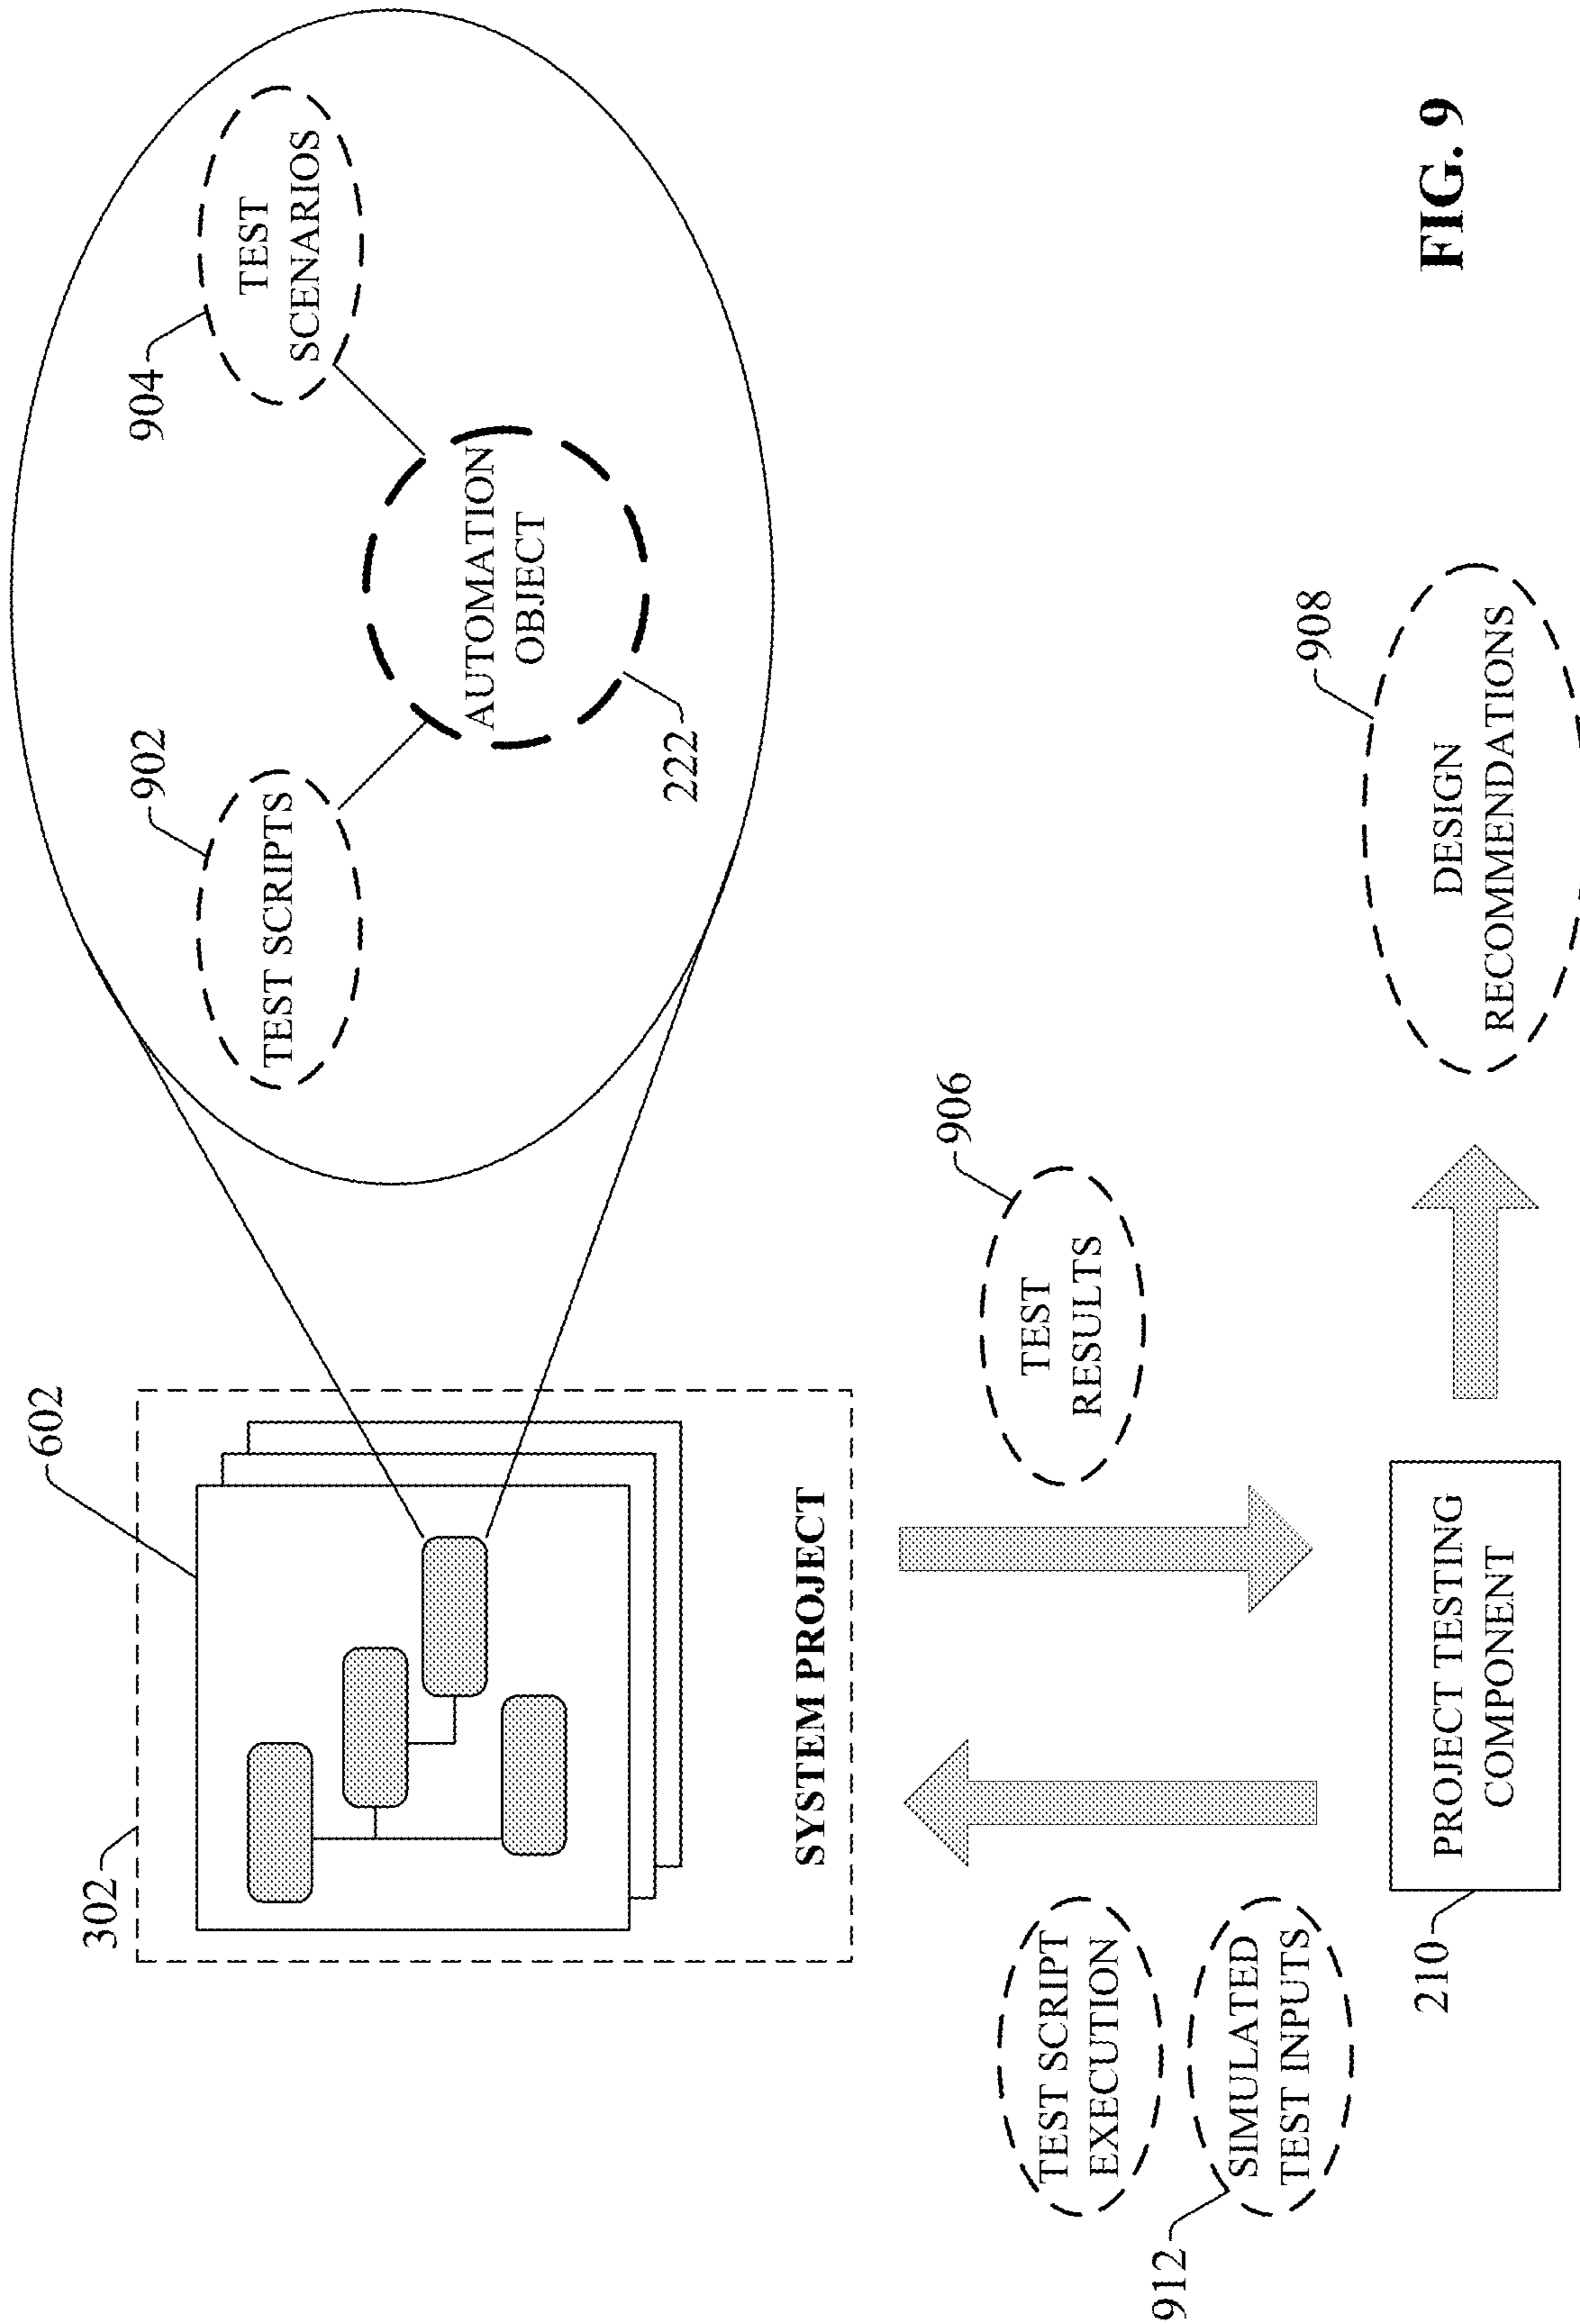 302
602
SYSTEM PROJECT
902
TEST SCRIPTS
904
TEST
SCENARIOS
AUTOMATION
OBJECT
222
TEST SCRIPT
EXECUTION
SIMULATED
TEST INPUTS
912
906
TEST
RESULTS
210
PROJECT TESTING
COMPONENT
908
DESIGN
RECOMMENDATIONS
FIG. 9